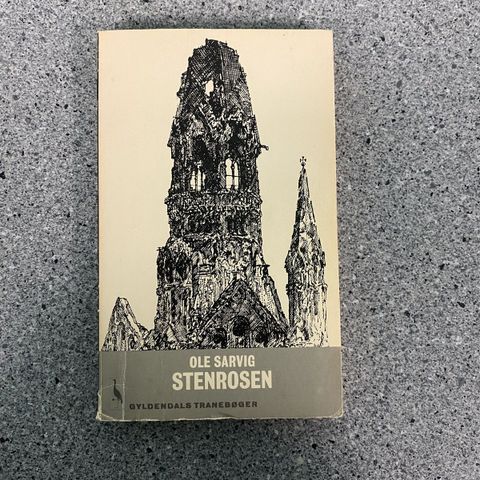 OLE SARVIG
STENROSEN
GYLDENDALS TRANEBØGER